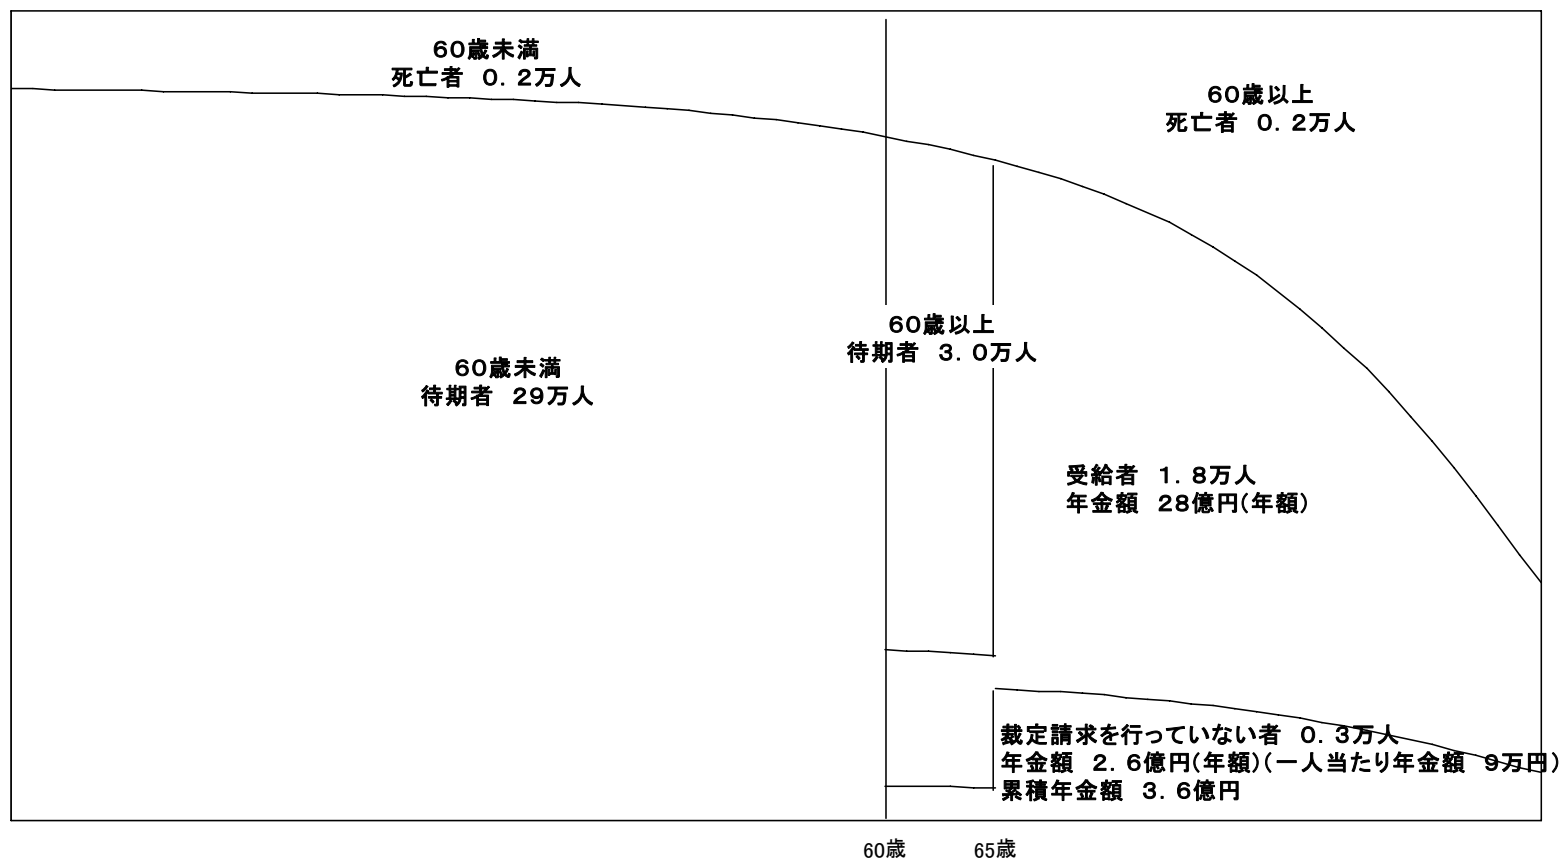 60歳未満
死亡者　0．2万人
60歳以上
死亡者　0．2万人
60歳以上
待期者　3．0万人
60歳未満
待期者　29万人
受給者　1．8万人
年金額　28億円（年額）
裁定請求を行っていない者　0．3万人
年金額　2．6億円（年額）（一人当たり年金額　9万円）
累積年金額　3．6億円
60歳
65歳